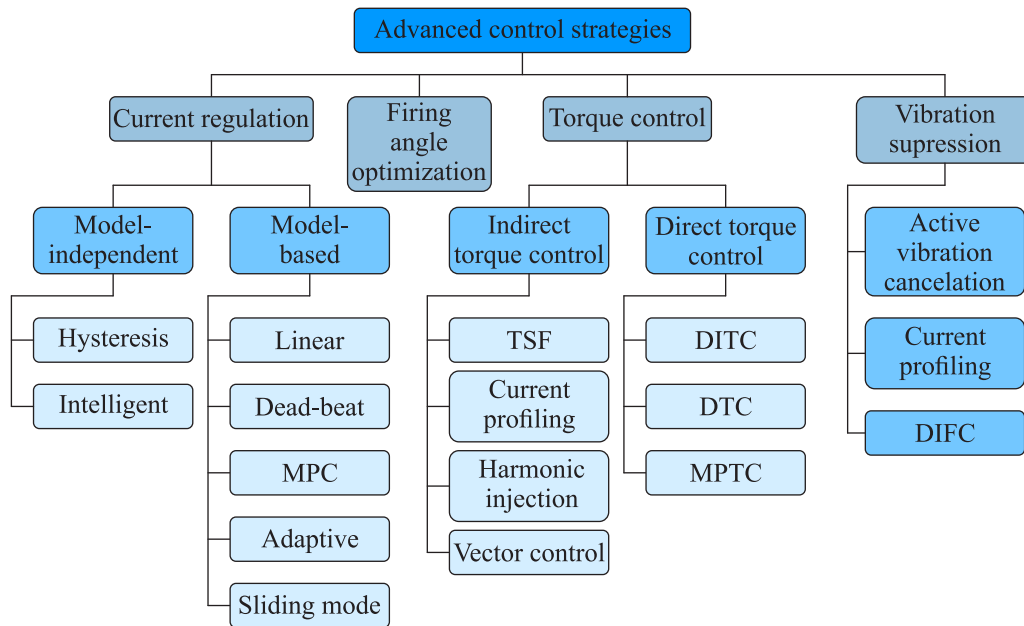 Advanced control strategies
Current regulation
Firing
angle
optimization
Torque control
Vibration
supression
Model-
independent
Model-
based
Indirect
torque control
Direct torque
control
Active
vibration
cancelation
Hysteresis
Intelligent
Linear
Dead-beat
MPC
Adaptive
Sliding mode
TSF
Current
profiling
Harmonic
injection
Vector control
DITC
DTC
MPTC
Current
profiling
DIFC